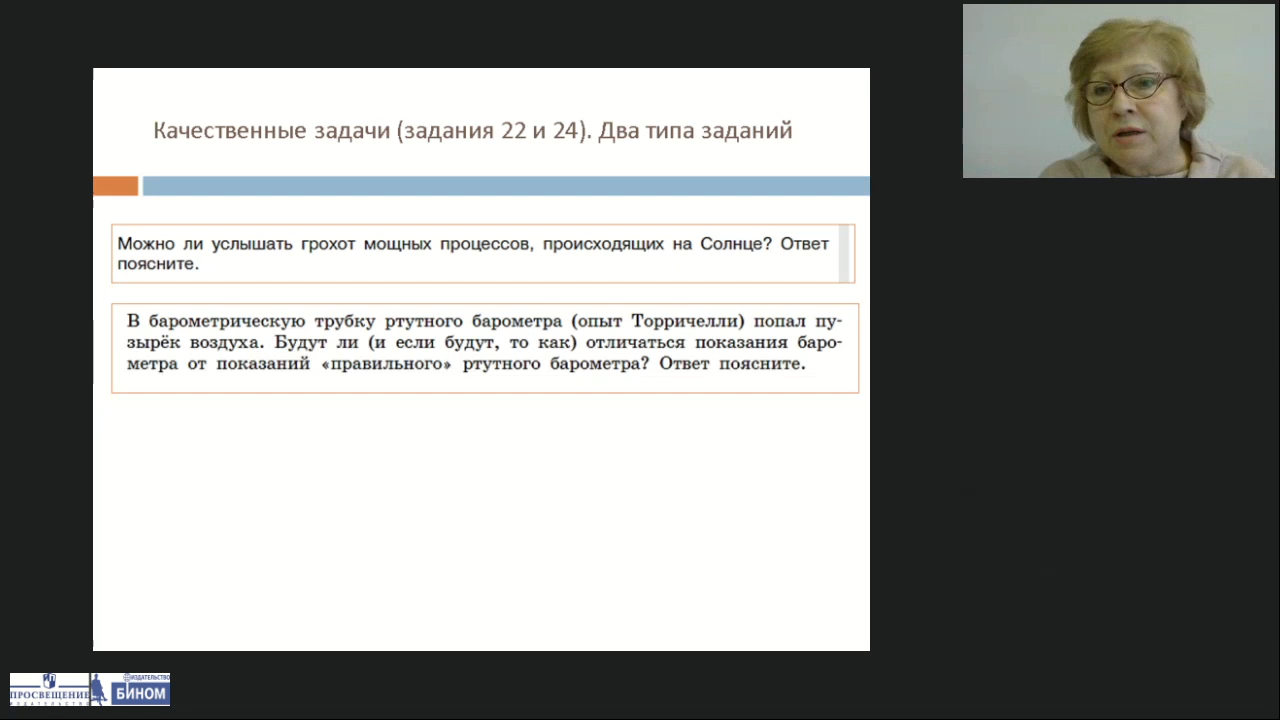 Качественные задачи (задания 22 и 24). Два типа заданий
Можно ли услышать грохот мощных процессов, происходящих на Солнце? Ответ
поясните.
В барометрическую трубку ртутного барометра (опыт Торричелли) попал пу-
зырёк воздуха. Будут ли (и если будут, то как) отличаться показания баро-
метра от показаний «правильного» ртутного барометра? Ответ поясните.
ПРОСВЕЩЕНИЕ
ИЗДАТЕЛЬСТВО
ИЗДАТЕЛЬСТВО
БИНОМ